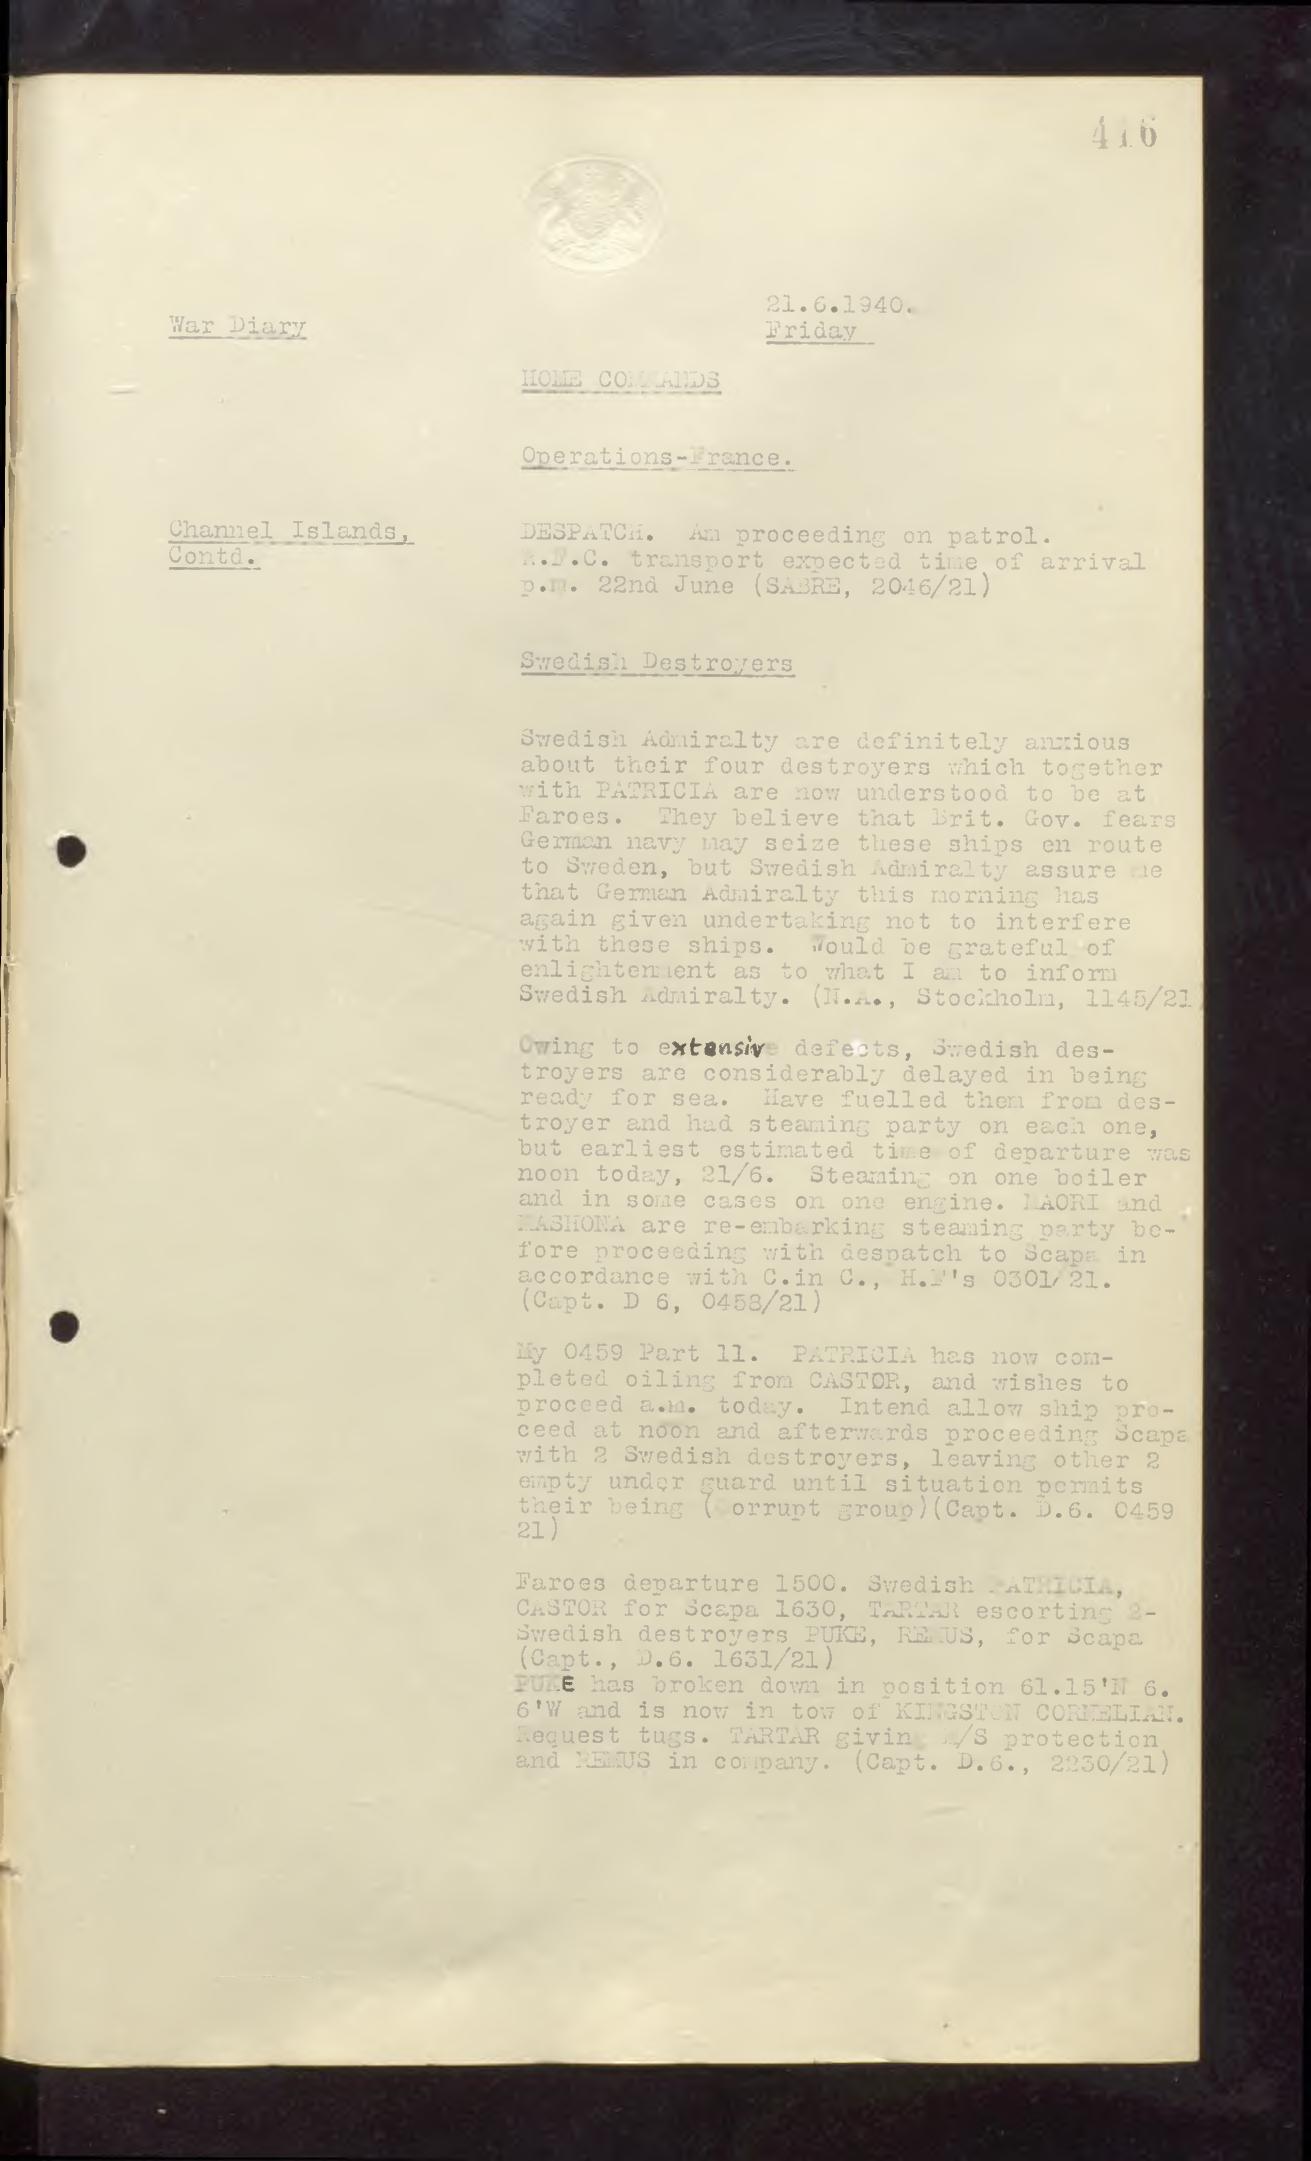 416
21.6.1940.
War Diary
Friday
HOME COMMANDS
Operations-France.
Channel Islands,
Contd.
DESPATCH. Am proceeding on patrol.
transport expected time of arrival
p.m. 22nd June (SABRE, 2046/21)
Swedish Destroyers
Swedish Admiralty are definitely anxious
about their four destroyers which together
with PATRICIA are now understood to be at
Faroes. They believe that Brit. Gov. fears
German navy may seize these ships en route
to Sweden, but Swedish Admiralty assure me
that German Admiralty this morning has
again given undertaking not to interfere
with these ships. Would be grateful of
enlightenment as to what I am to inform
Swedish Admiralty. (N.A., Stockholm, 1145/21
Owing to extensive defects, Swedish des-
troyers are considerably delayed in being
ready for sea. Have fuelled them from des-
troyer and had steaming party on each one,
but earliest estimated time of departure was
noon today, 21/6. Steaming on one boiler
and in some cases on one engine. MAORI and
MASHONA are re-embarking steaming party be-
fore proceeding with despatch to Scapa in
accordance with C.in C., H.F's 0301/21.
(Capt. D 6, 0458/21)
My 0459 Part 11. PATRICIA has now com-
pleted oiling from CASTOR, and wishes to
proceed a.m. today. Intend allow ship pro-
ceed at noon and afterwards proceeding Scapa
with 2 Swedish destroyers, leaving other 2
empty under guard until situation permits
their being (Corrupt group)(Capt. D.6. 0459
21)
Faroes departure 1500. Swedish PATRICIA,
CASTOR for Scapa 1630, TARTAR escorting 2-
Swedish destroyers PUKE, REMUS, for Scapa
(Capt., D.6. 1631/21)
PUKE has broken down in position 61.15'N 6.
6'W and is now in tow of KINGSTON CORNELIAN.
Request tugs. TARTAR giving A/S protection
and REMUS in company. (Capt. D.6., 2230/21)